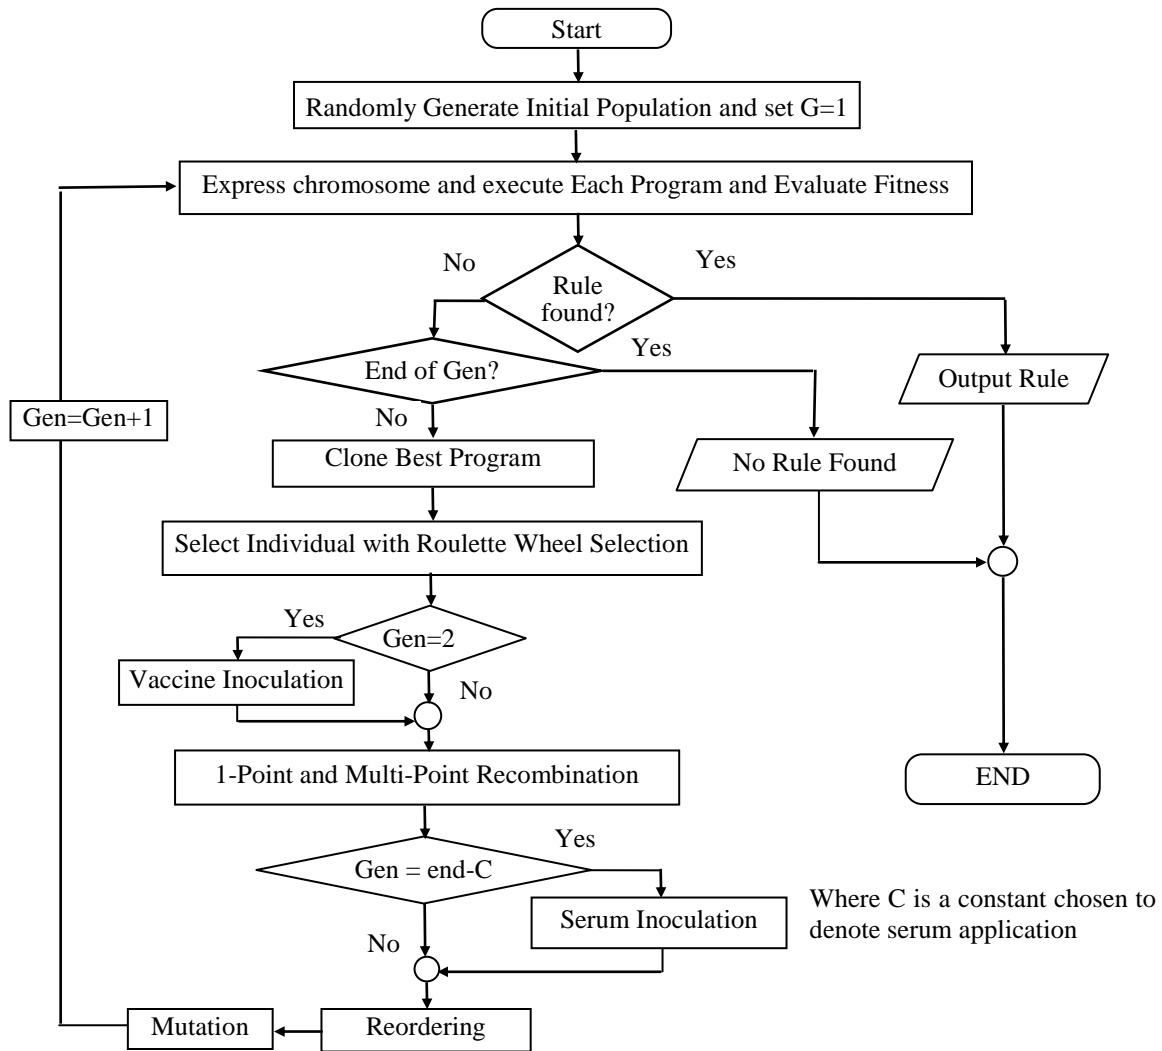 Start
Randomly Generate Initial Population and set G=1
Express chromosome and execute Each Program and Evaluate Fitness
No
Yes
Rule
found?
Yes
End of Gen?
Output Rule
Gen=Gen+1
No
Clone Best Program
No Rule Found
Select Individual with Roulette Wheel Selection
Yes
Gen=2
Vaccine Inoculation
No
1-Point and Multi-Point Recombination
END
Yes
Gen = end-C
Serum Inoculation
Where C is a constant chosen to
denote serum application
No
Mutation
Reordering